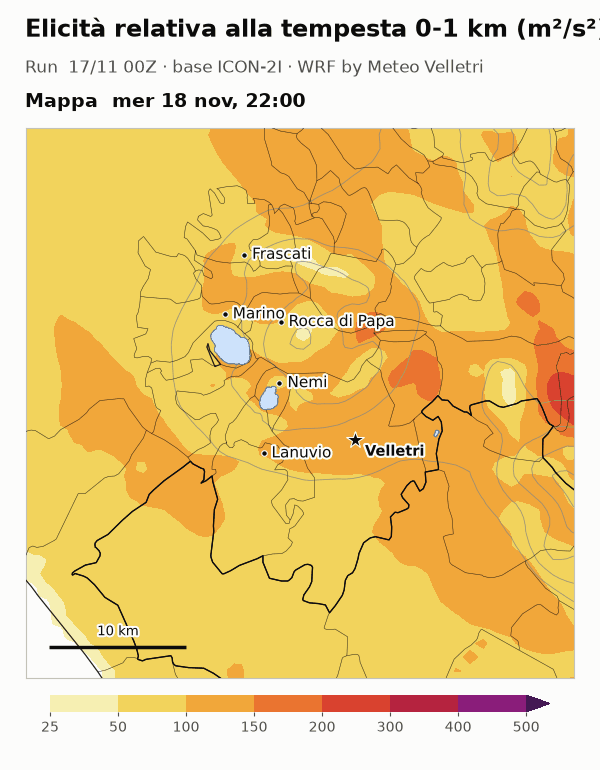 Elicità relativa alla tempesta 0-1 km (m²/s²)
Run  17/11 00Z · base ICON-2I · WRF by Meteo Velletri
Mappa  mer 18 nov, 22:00
Frascati
Marino
Rocca di Papa
Nemi
Velletri
Lanuvio
10 km
25 50 100 150 200 300 400 500